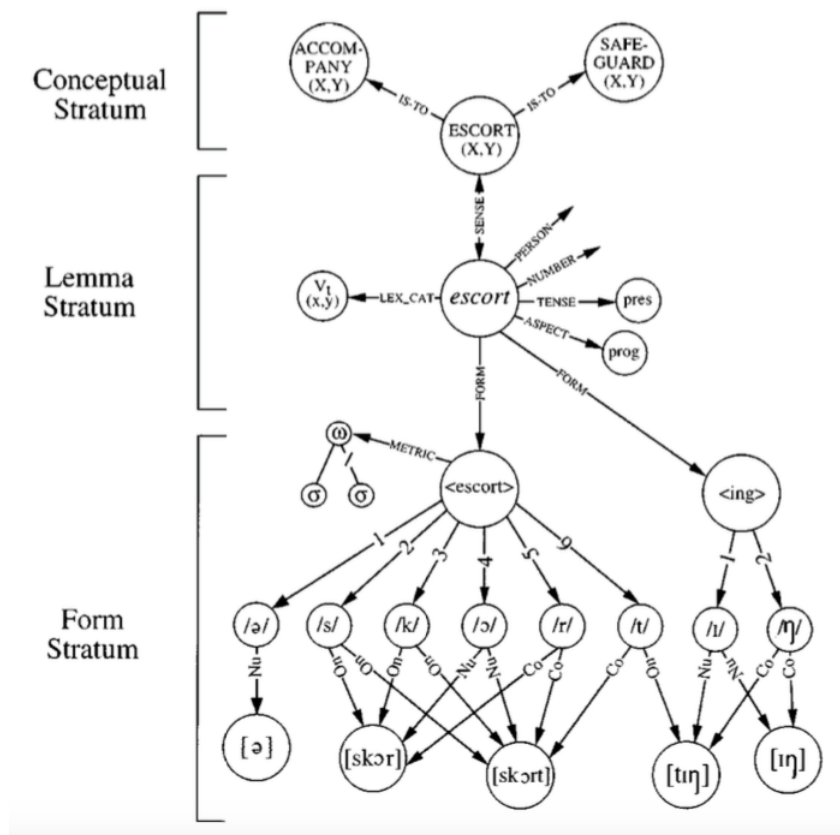 Conceptual
Stratum
ACCOM-
PANY
(X,Y)
SAFE-
GUARD
(X,Y)
IS-TO
IS-TO
ESCORT
(X,Y)
SENSE
Lemma
Stratum
PERSON
NUMBER
Vt
(x,y)
LEX_CAT
escort
TENSE
pres
ASPECT
prog
FORM
FORM
ω
METRIC
σ
σ
<escort>
<ing>
1
2
3
4
5
6
1
2
Form
Stratum
/ə/
/s/
/k/
/ɔ/
/r/
/t/
/ɪ/
/ŋ/
Nu
On
On
On
On
Nu
Nu
Co
Co
Co
On
Nu
Nu
Co
Co
[ə]
[skɔr]
[skɔrt]
[tɪŋ]
[ɪŋ]